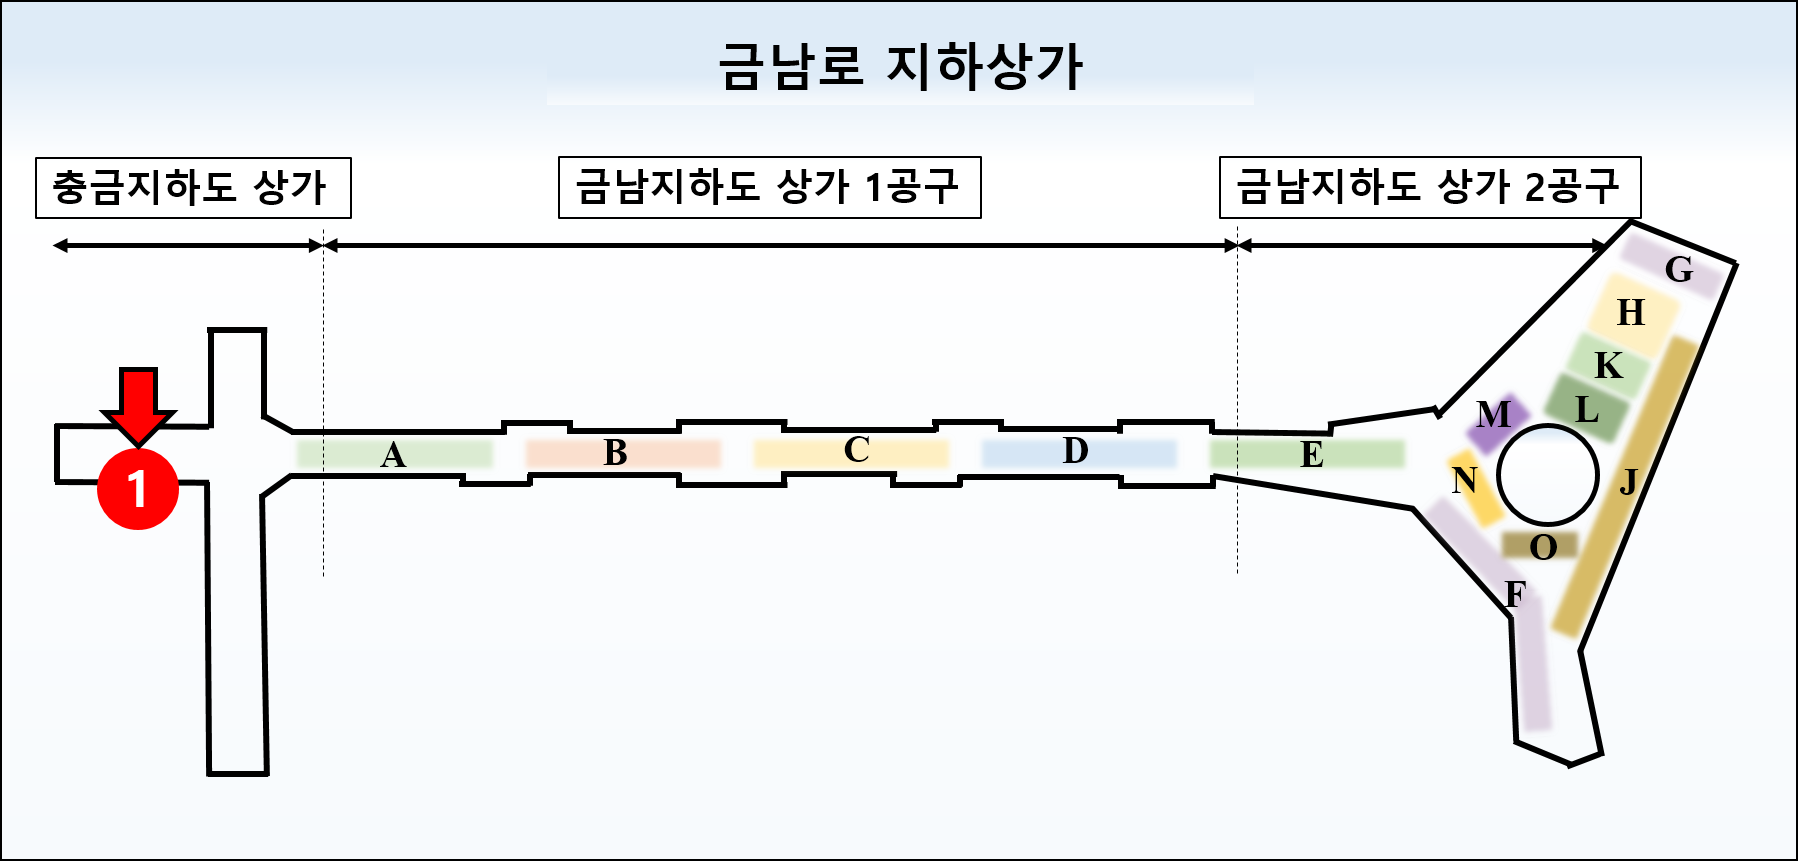 금남로 지하상가
충금지하도 상가
금남지하도 상가 1공구
금남지하도 상가 2공구
G
H
K
L
M
A
B
C
D
E
N
J
1
O
F